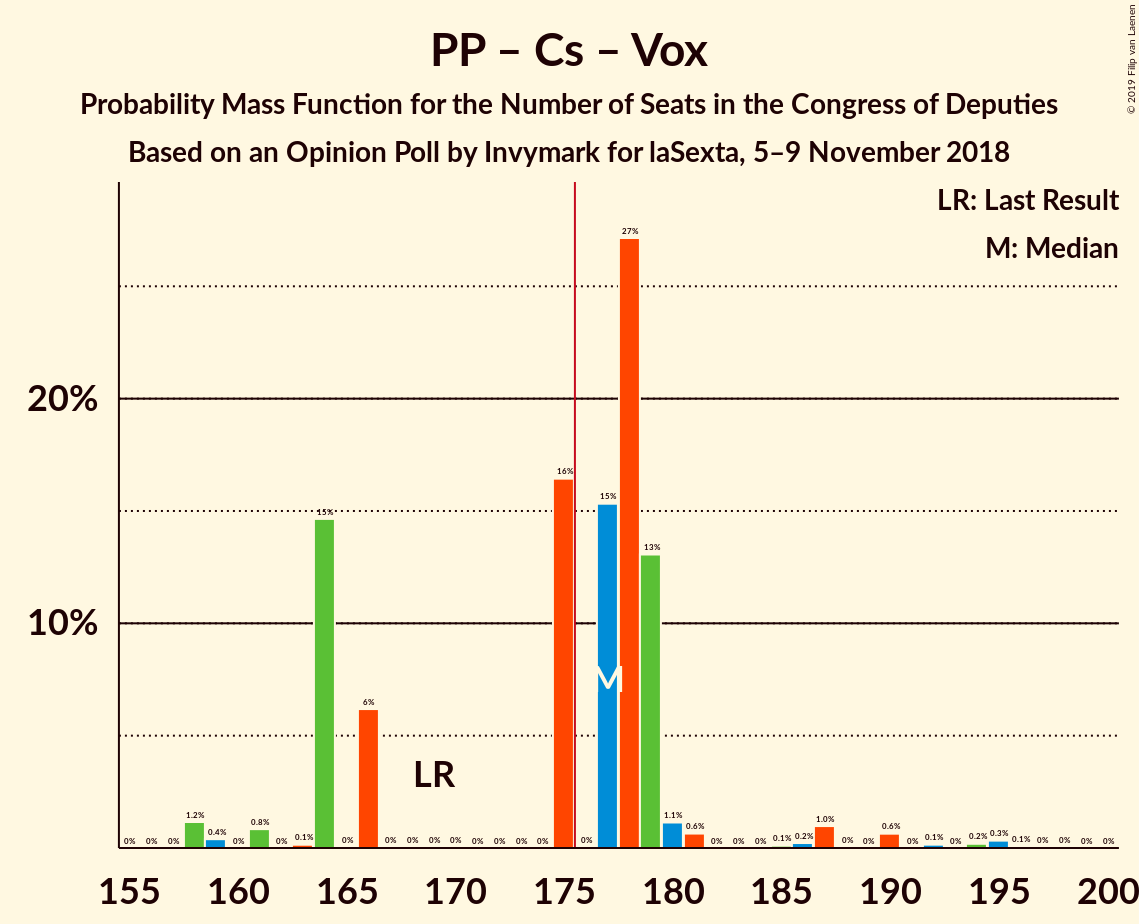 PP – Cs – Vox
Probability Mass Function for the Number of Seats in the Congress of Deputies
Based on an Opinion Poll by Invymark for laSexta, 5–9 November 2018
© 2019 Filip van Laenen
LR: Last Result
M: Median
20%
10%
0% 0% 0% 1.2% 0.4% 0% 0.8% 0% 0.1% 15% 0% 6% 0% 0% 0% 0% 0% 0% 0% 0% 16% 0% 15% 27% 13% 1.1% 0.6% 0% 0% 0% 0.1% 0.2% 1.0% 0% 0% 0.6% 0% 0.1% 0% 0.2% 0.3% 0.1% 0% 0% 0% 0%
M
LR
155 160 165 170 175 180 185 190 195 200